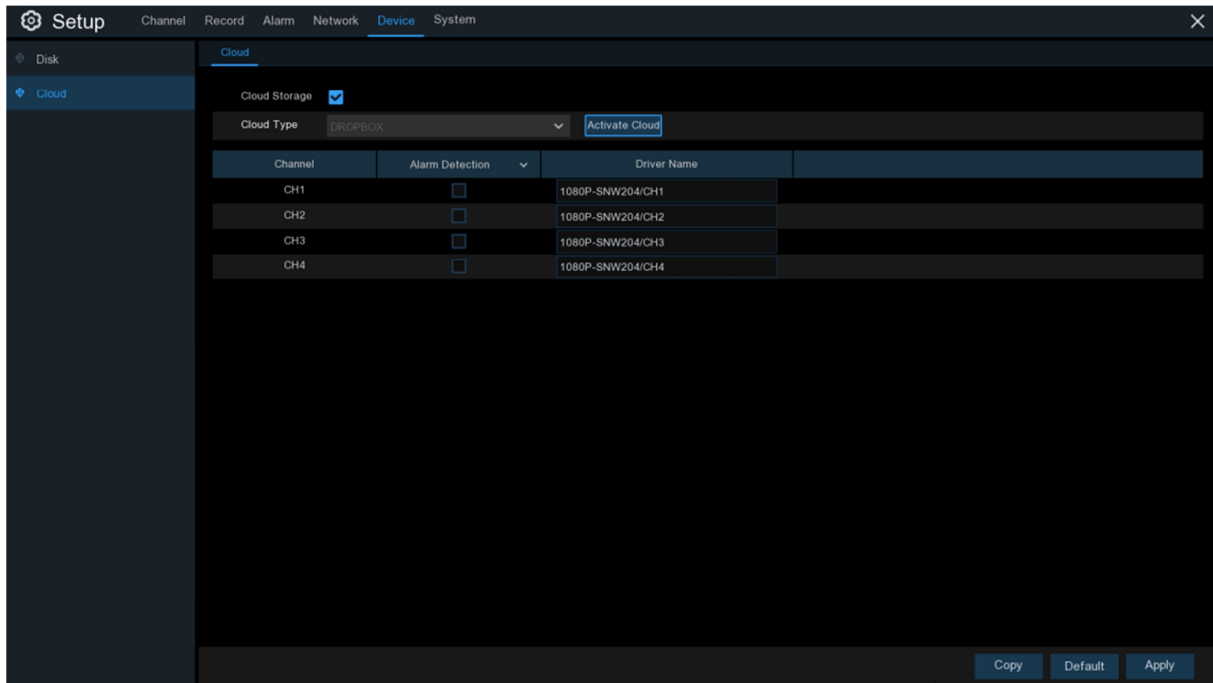 Setup Channel Record Alarm Network Device System
Disk
Cloud
Cloud
Cloud Storage
Cloud Type DROPBOX Activate Cloud
Channel Alarm Detection Driver Name
CH1 1080P-SNW204/CH1
CH2 1080P-SNW204/CH2
CH3 1080P-SNW204/CH3
CH4 1080P-SNW204/CH4
Copy Default Apply